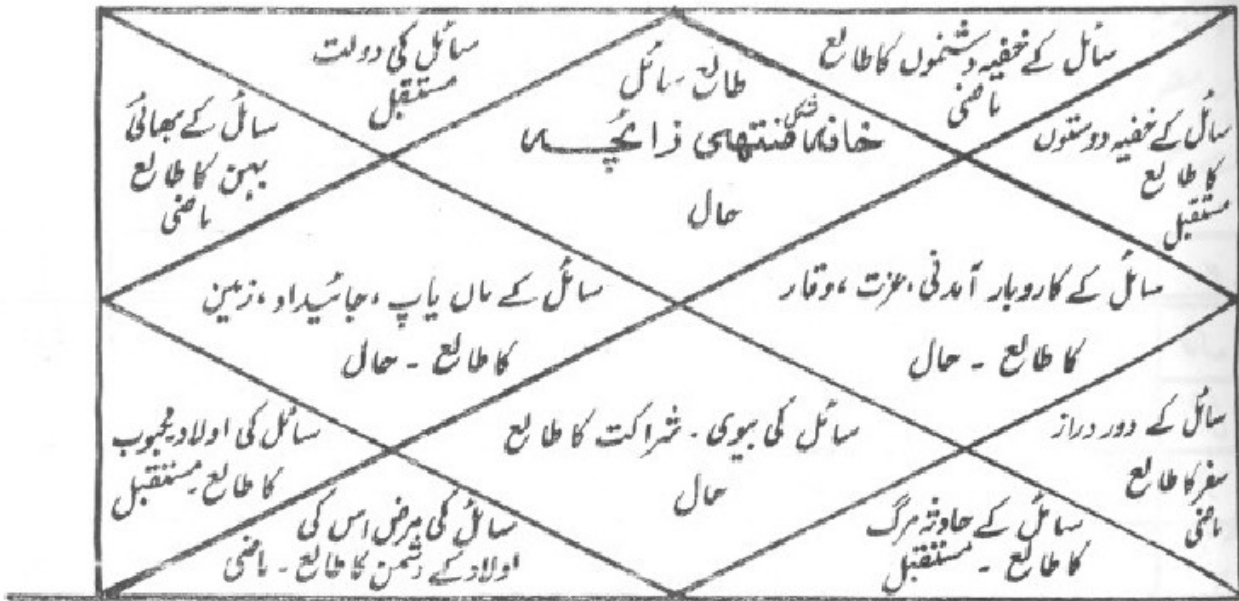 طالع سائل
خانہ منتھی زائچہ
شکل
حال
سائل کی دولت
مستقبل
سائل کے بھائی
بہن کا طالع
ماضی
سائل کے ماں باپ، جائیداد، زمین
کا طالع - حال
سائل کی اولاد محبوب
کا طالع - مستقبل
سائل کی مرض اس کی
اولاد کے دشمن کا طالع - ماضی
سائل کی بیوی - شراکت کا طالع
حال
سائل کے حادثہ مرگ
کا طالع - مستقبل
سائل کے دور دراز
سفر کا طالع
ماضی
سائل کے کاروبار آمدنی، عزت، وقار
کا طالع - حال
سائل کے خفیہ دوستوں
کا طالع
مستقبل
سائل کے خفیہ دشمنوں کا طالع
ماضی